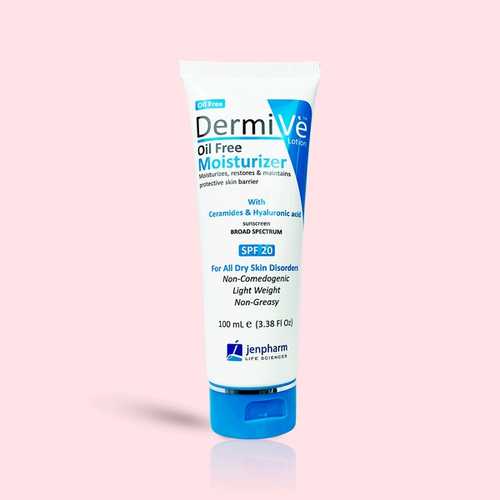 Oil Free
DermiVe™
Lotion
Oil Free
Moisturizer
Moisturizes, restores & maintains
protective skin barrier
With
Ceramides & Hyaluronic acid
sunscreen
BROAD SPECTRUM
SPF 20
For All Dry Skin Disorders
Non-Comedogenic
Light Weight
Non-Greasy
100 mL e (3.38 Fl Oz)
jenpharm
LIFE SCIENCES